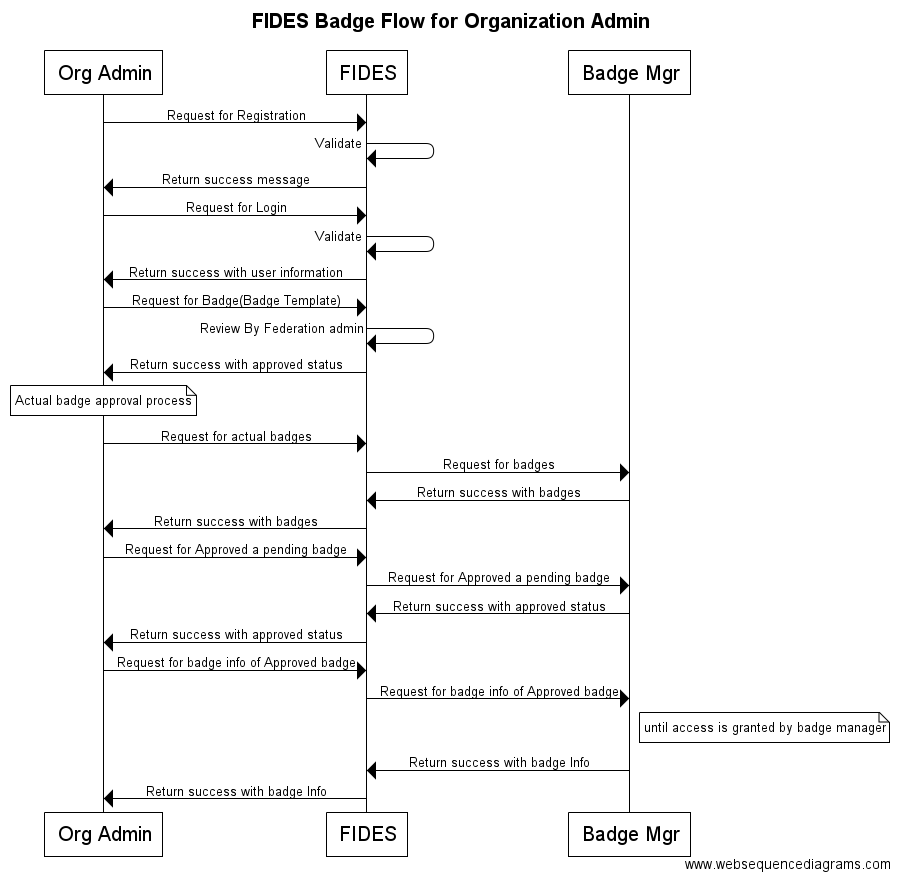 FIDES Badge Flow for Organization Admin
Org Admin
FIDES
Badge Mgr
Request for Registration
Validate
Return success message
Request for Login
Validate
Return success with user information
Request for Badge(Badge Template)
Review By Federation admin
Return success with approved status
Actual badge approval process
Request for actual badges
Request for badges
Return success with badges
Return success with badges
Request for Approved a pending badge
Request for Approved a pending badge
Return success with approved status
Return success with approved status
Request for badge info of Approved badge
Request for badge info of Approved badge
until access is granted by badge manager
Return success with badge Info
Return success with badge Info
Org Admin
FIDES
Badge Mgr
www.websequencediagrams.com